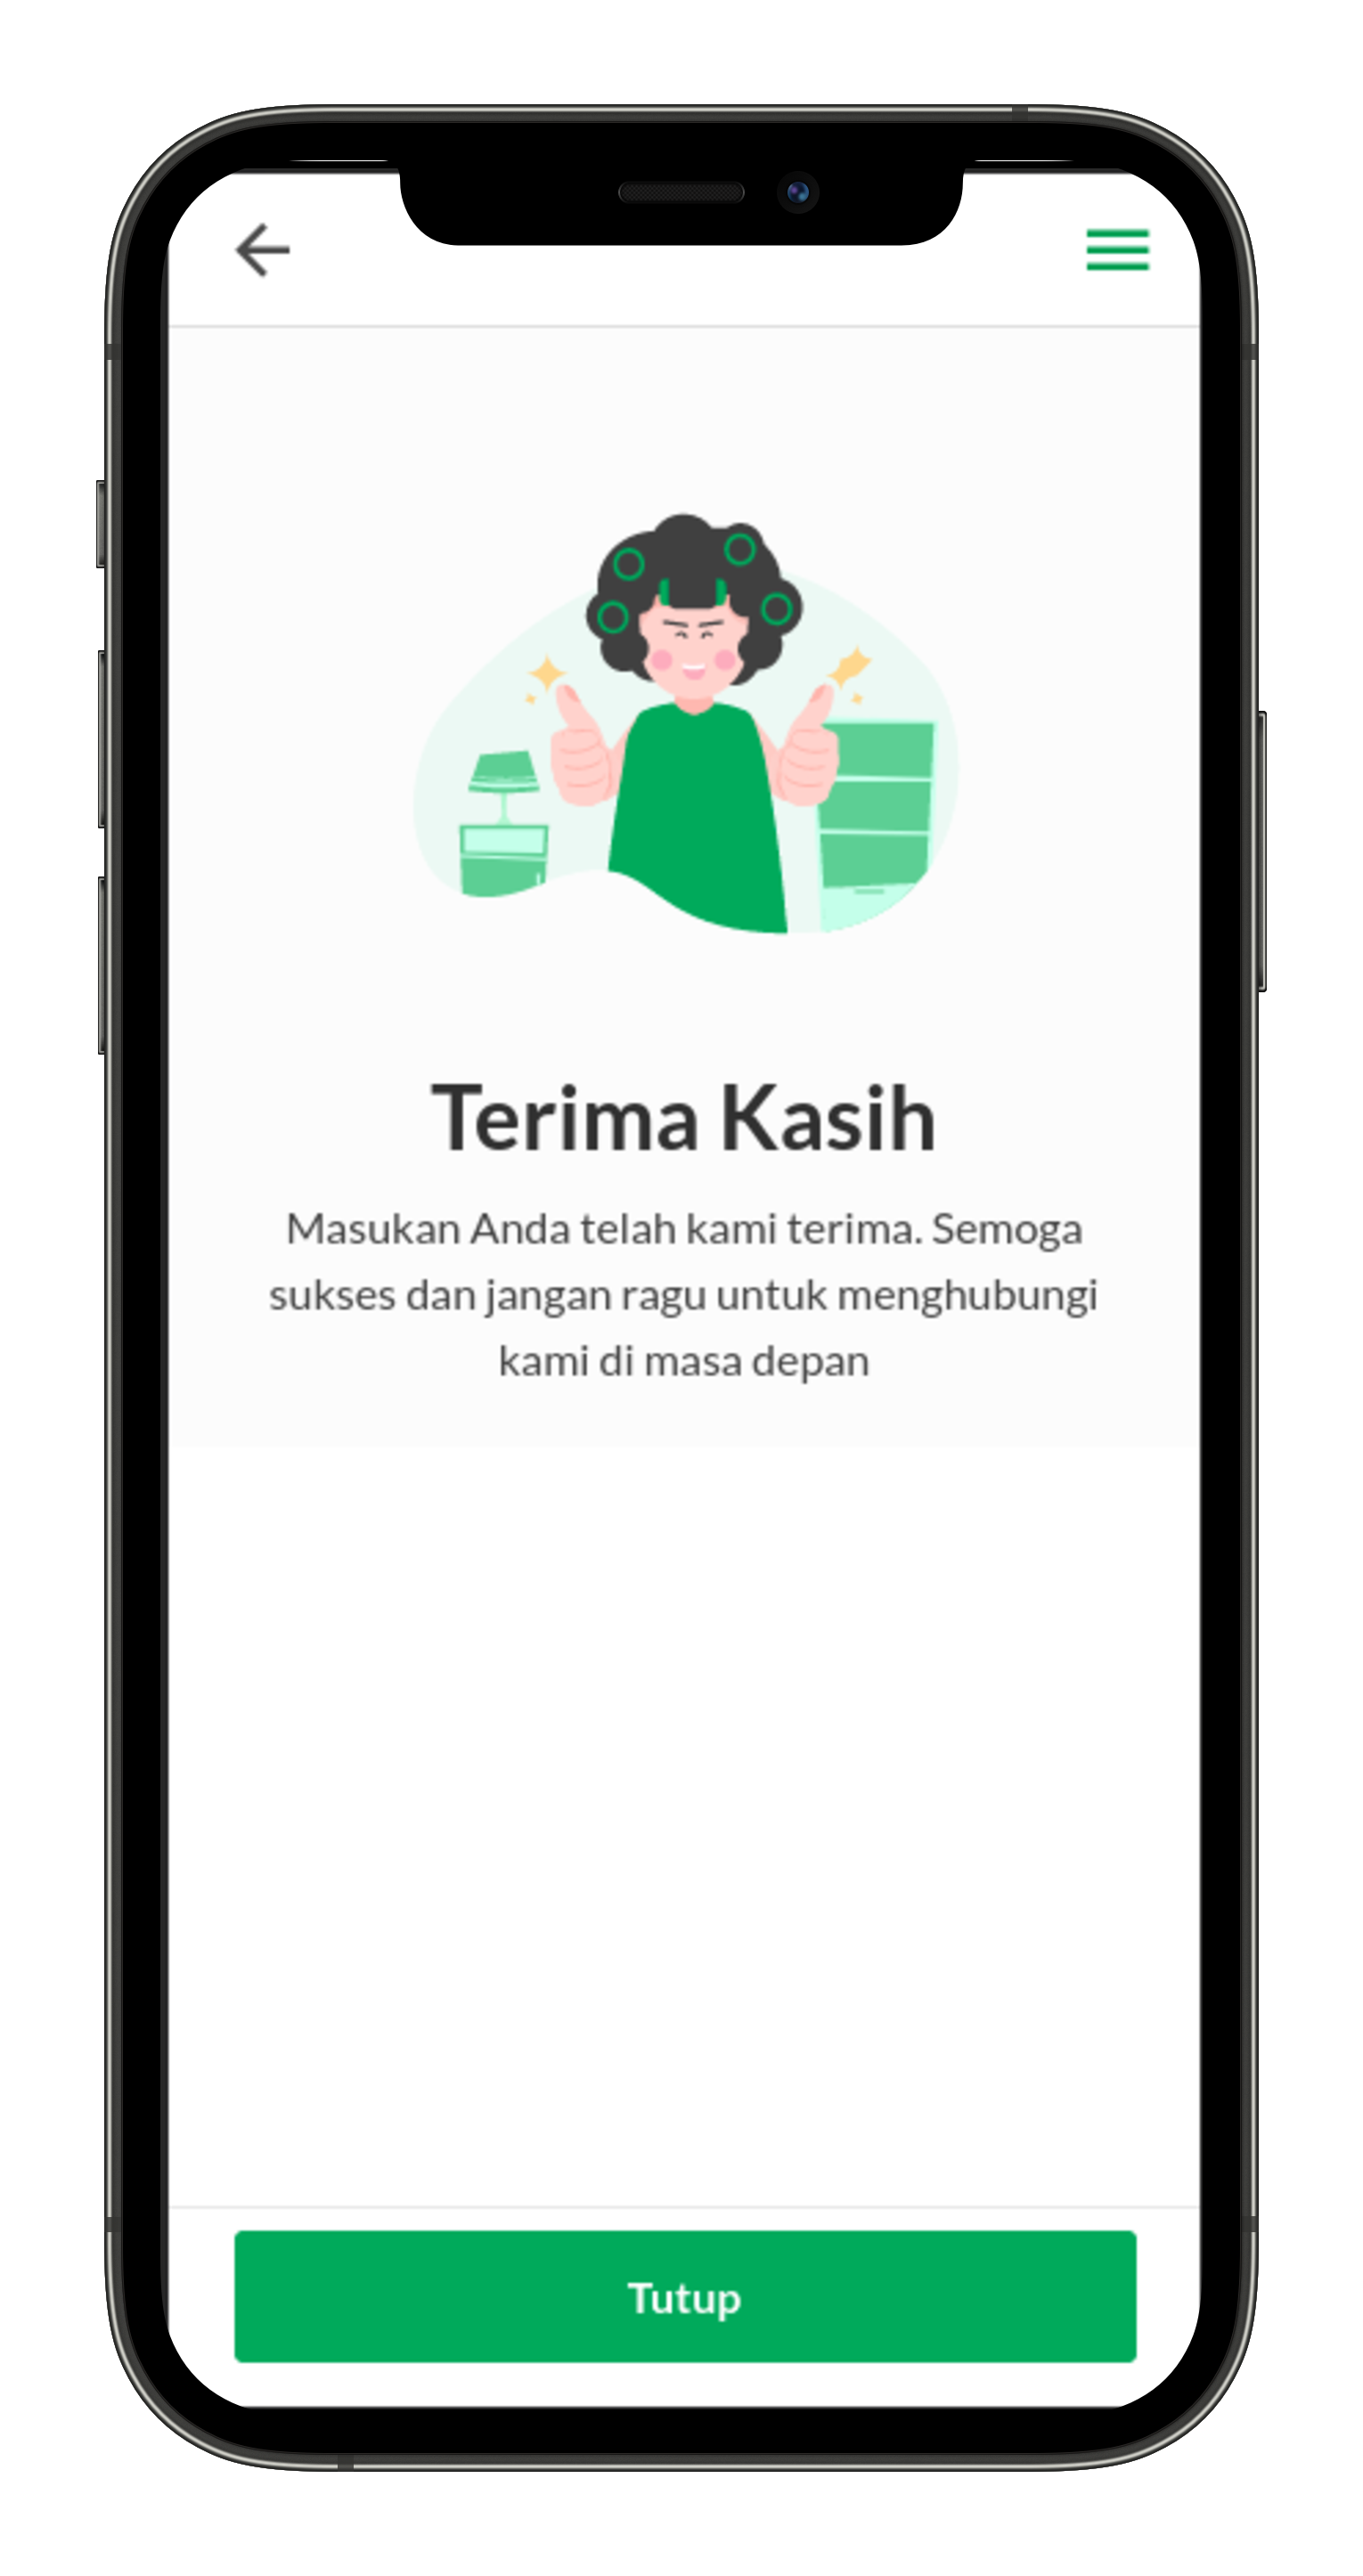 Terima Kasih
Masukan Anda telah kami terima. Semoga
sukses dan jangan ragu untuk menghubungi
kami di masa depan
Tutup